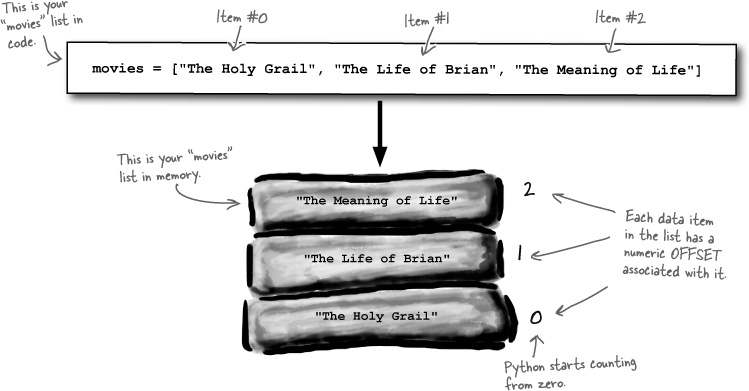 This is your
"movies" list in
code.
Item #0
Item #1
Item #2
movies = ["The Holy Grail", "The Life of Brian", "The Meaning of Life"]
This is your "movies"
list in memory.
"The Meaning of Life"
2
"The Life of Brian"
1
"The Holy Grail"
0
Each data item
in the list has a
numeric OFFSET
associated with it.
Python starts counting
from zero.